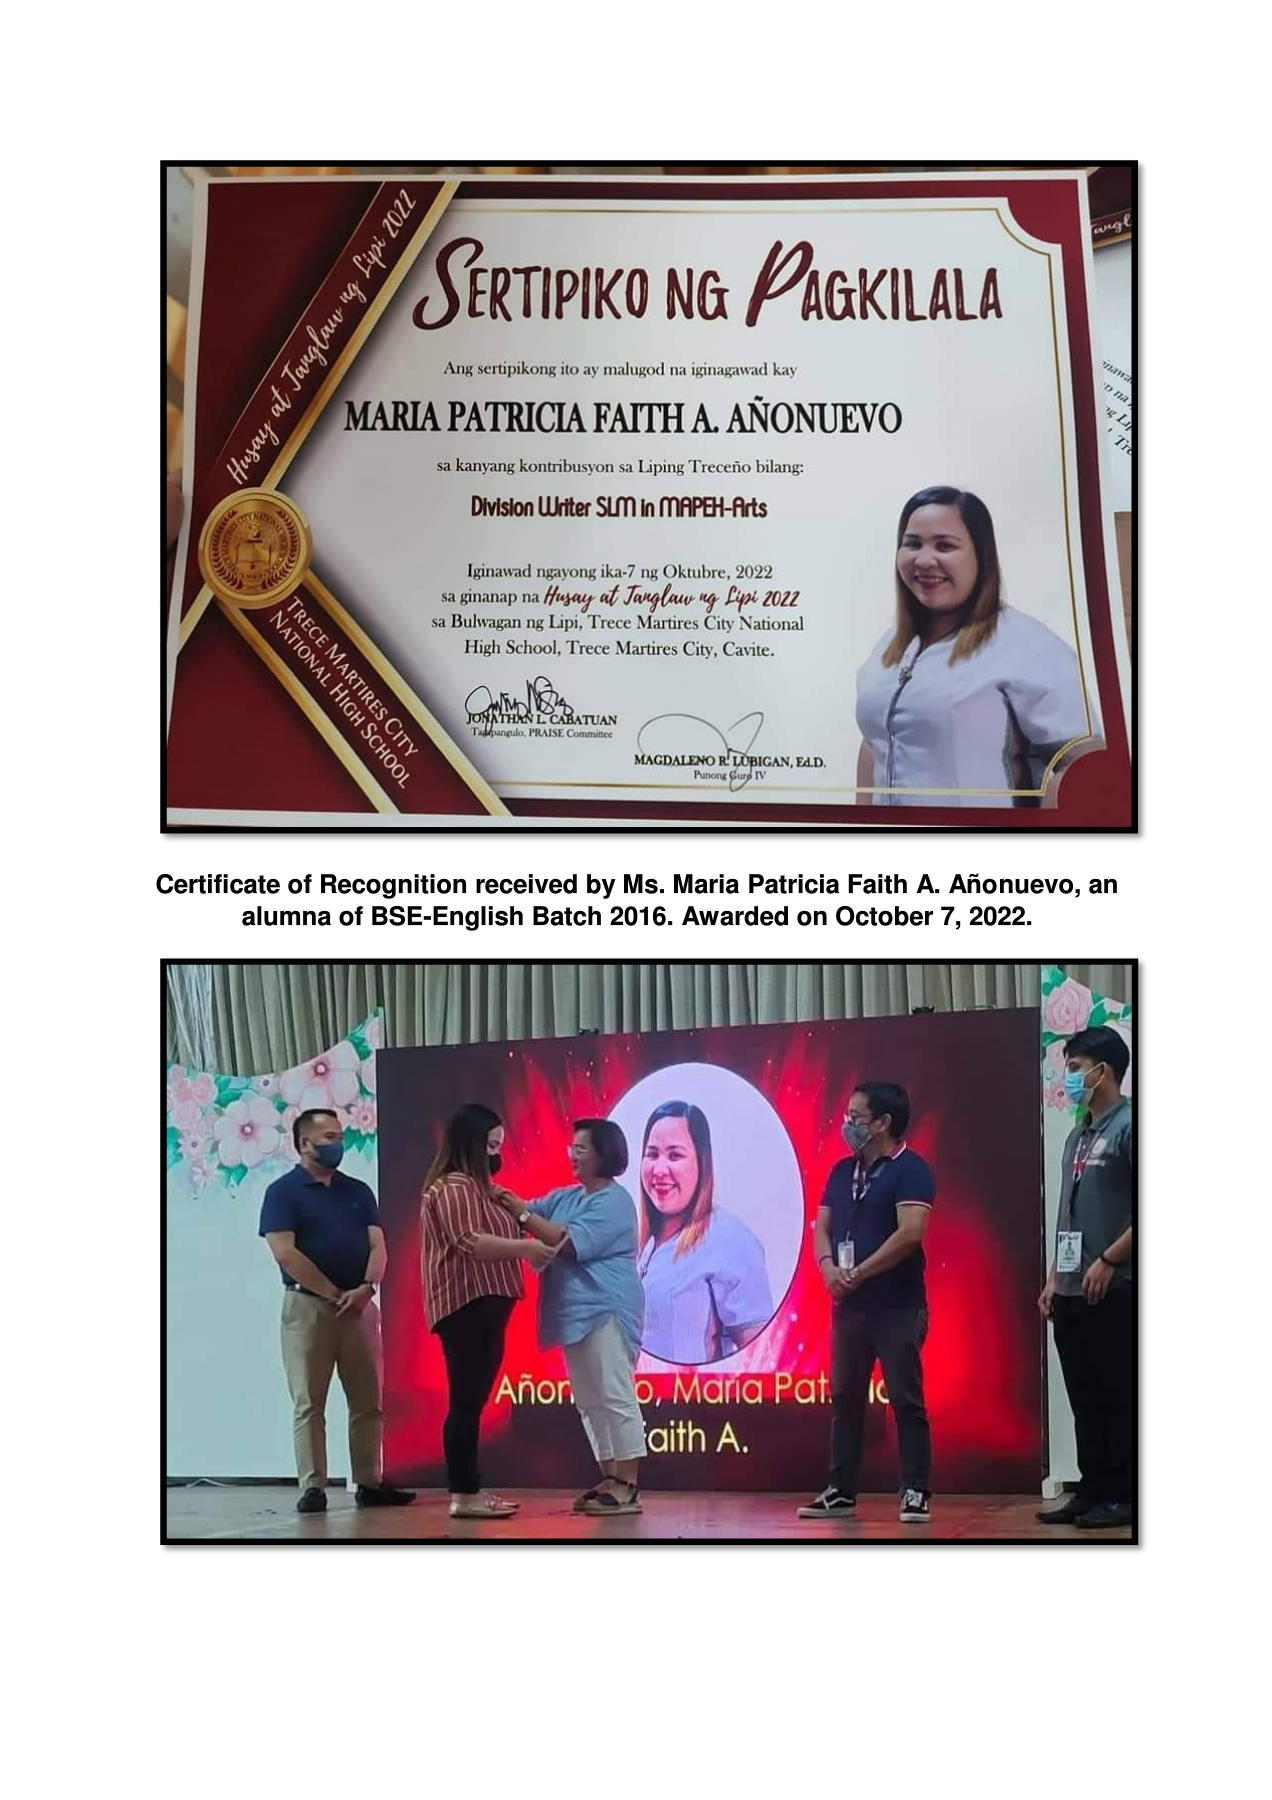 Husay at Tanglaw ng Lipi 2022
SERTIPIKO NG PAGKILALA
Ang sertipikong ito ay malugod na iginagawad kay
MARIA PATRICIA FAITH A. AÑONUEVO
sa kanyang kontribusyon sa Liping Treceño bilang:
Division Writer SLM in MAPEH-Arts
Iginawad ngayong ika-7 ng Oktubre, 2022
sa ginanap na Husay at Tanglaw ng Lipi 2022
sa Bulwagan ng Lipi, Trece Martires City National
High School, Trece Martires City, Cavite.
TRECE MARTIRES CITY
NATIONAL HIGH SCHOOL
JONATHAN L. CABATUAN
Tagapangulo, PRAISE Committee
MAGDALENO R. LUBIGAN, Ed.D.
Punong Guro IV
Certificate of Recognition received by Ms. Maria Patricia Faith A. Añonuevo, an
alumna of BSE-English Batch 2016. Awarded on October 7, 2022.
Maria
Faith A.